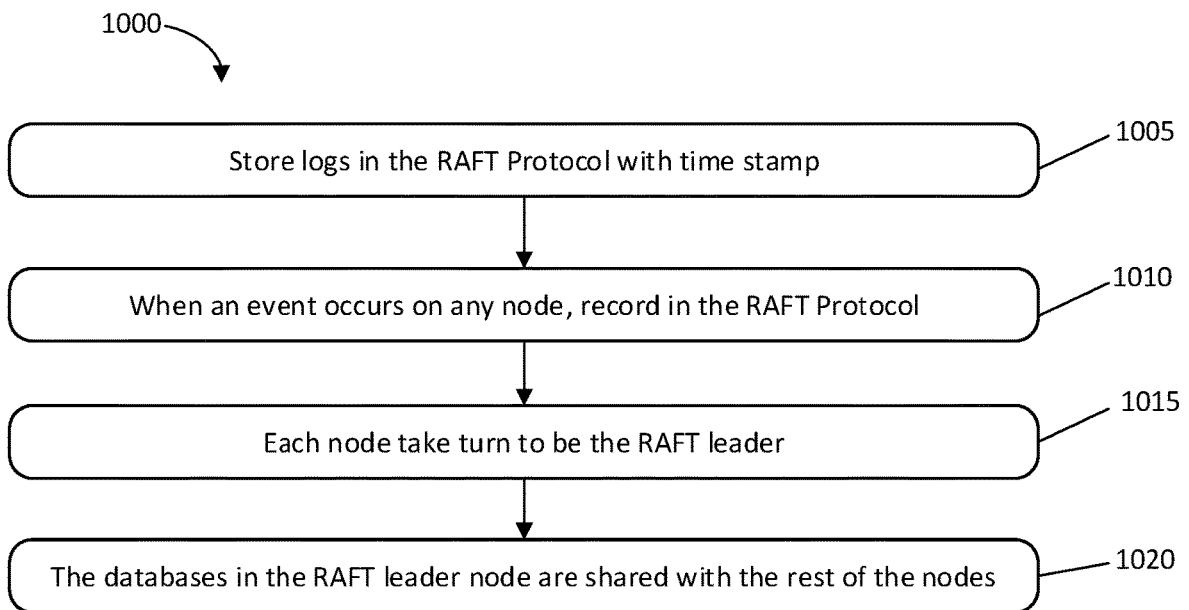 1000
Store logs in the RAFT Protocol with time stamp
1005
When an event occurs on any node, record in the RAFT Protocol
1010
Each node take turn to be the RAFT leader
1015
The databases in the RAFT leader node are shared with the rest of the nodes
1020